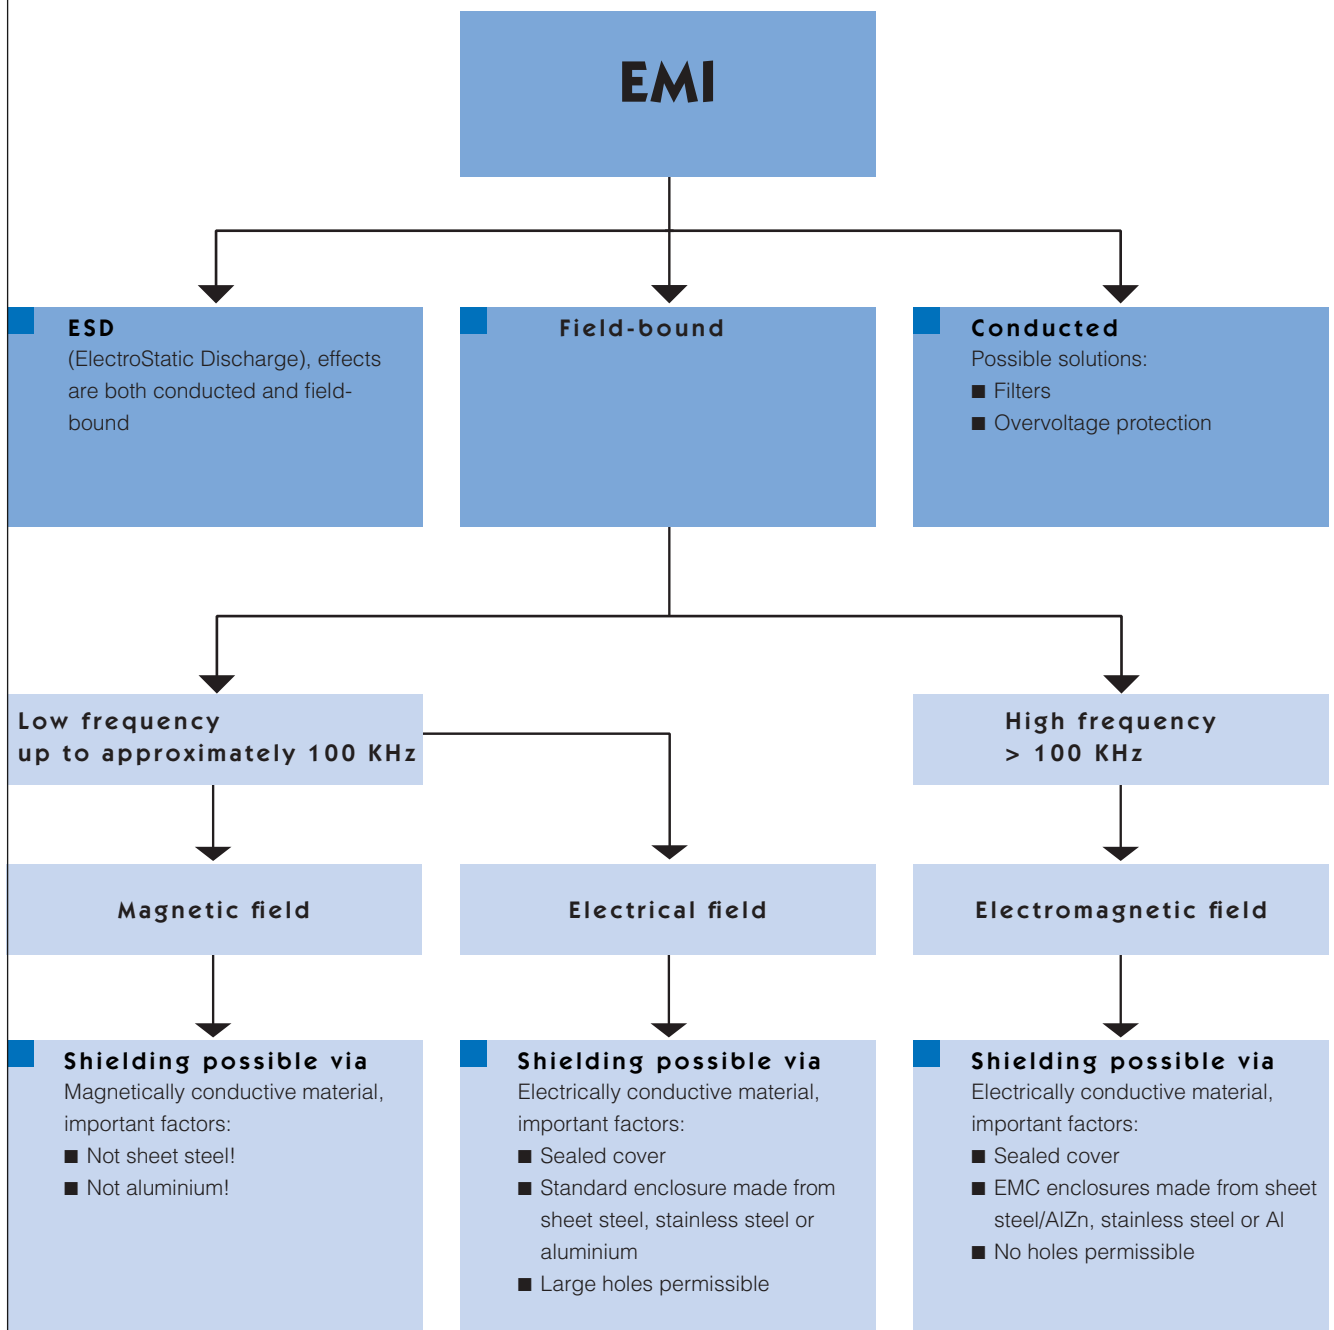 EMI
ESD
(ElectroStatic Discharge), effects
are both conducted and field-
bound
Field-bound
Conducted
Possible solutions:
■ Filters
■ Overvoltage protection
Low frequency
up to approximately 100 KHz
High frequency
> 100 KHz
Magnetic field
Electrical field
Electromagnetic field
Shielding possible via
Magnetically conductive material,
important factors:
■ Not sheet steel!
■ Not aluminium!
Shielding possible via
Electrically conductive material,
important factors:
■ Sealed cover
■ Standard enclosure made from
sheet steel, stainless steel or
aluminium
■ Large holes permissible
Shielding possible via
Electrically conductive material,
important factors:
■ Sealed cover
■ EMC enclosures made from sheet
steel/AlZn, stainless steel or Al
■ No holes permissible